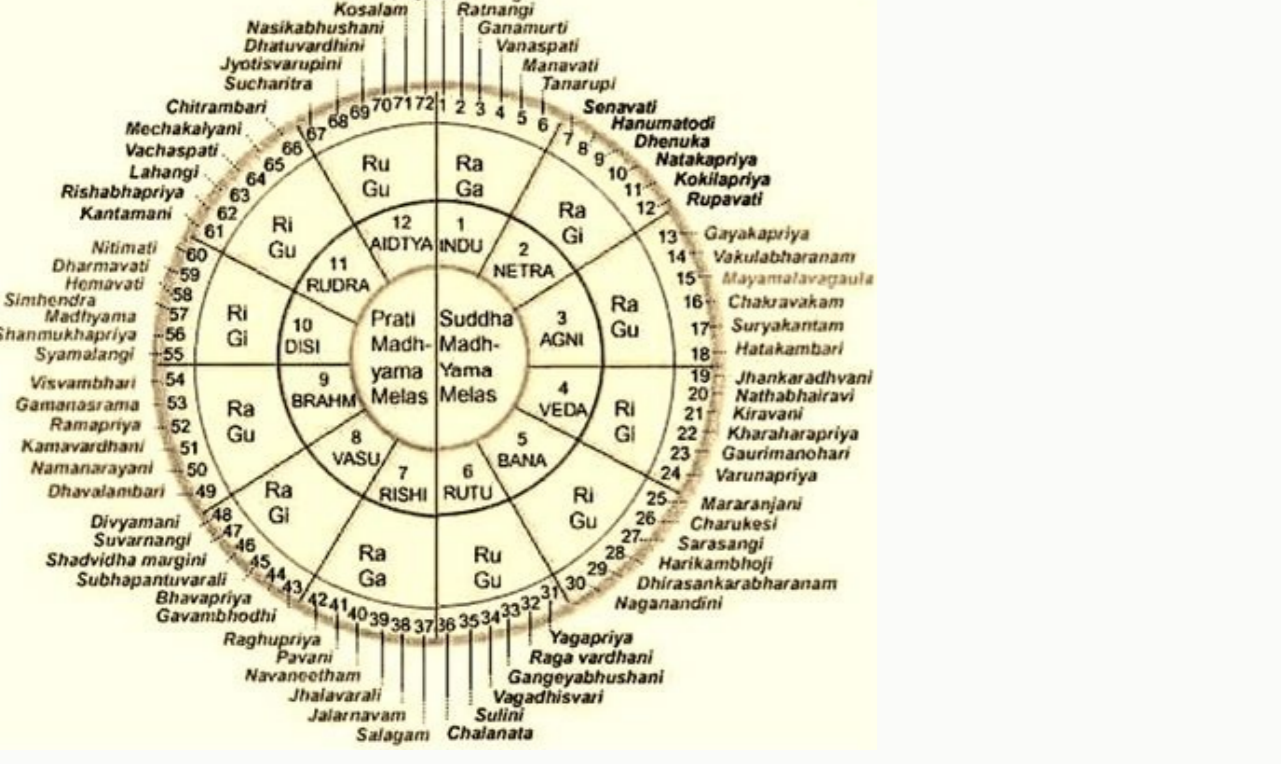 Kosalam
Nasikabhushani
Dhatuvardhini
Jyotisvarupini
Sucharitra
Chitrambari
Mechakalyani
Vachaspati
Lahangi
Rishabhapriya
Kantamani
Nitimati
Dharmavati
Hemavati
Simhendra
Madhyama
Shanmukhapriya
Syamalangi
Visvambhari
Gamanasrama
Ramapriya
Kamavardhani
Namanarayani
Dhavalambari
Divyamani
Suvarnangi
Shadvidha margini
Subhapantuvarali
Bhavapriya
Gavambhodhi
Raghupriya
Pavani
Navaneetham
Jhalavarali
Jalarnavam
Salagam
Ratnangi
Ganamurti
Vanaspati
Manavati
Tanarupi
Senavati
Hanumatodi
Dhenuka
Natakapriya
Kokilapriya
Rupavati
Gayakapriya
Vakulabharanam
Mayamalavagaula
Chakravakam
Suryakantam
Hatakambari
Jhankaradhvani
Nathabhairavi
Kiravani
Kharaharapriya
Gaurimanohari
Varunapriya
Mararanjani
Charukesi
Sarasangi
Harikambhoji
Dhirasankarabharanam
Naganandini
Yagapriya
Raga vardhani
Gangeyabhushani
Vagadhisvari
Sulini
Chalanata
1
2
3
4
5
6
7
8
9
10
11
12
13
14
15
16
17
18
19
20
21
22
23
24
25
26
27
28
29
30
31
32
33
34
35
36
37
38
39
40
41
42
43
44
45
46
47
48
49
50
51
52
53
54
55
56
57
58
59
60
61
62
63
64
65
66
67
68
69
70
71
72
Ra
Ga
Ra
Gi
Ra
Gu
Ri
Gi
Ri
Gu
Ru
Gu
Ra
Ga
Ra
Gi
Ra
Gu
Ri
Gi
Ri
Gu
Ru
Gu
1
INDU
2
NETRA
3
AGNI
4
VEDA
5
BANA
6
RUTU
7
RISHI
8
VASU
9
BRAHM
10
DISI
11
RUDRA
12
AIDTYA
Prati
Madh-
yama
Melas
Suddha
Madh-
Yama
Melas